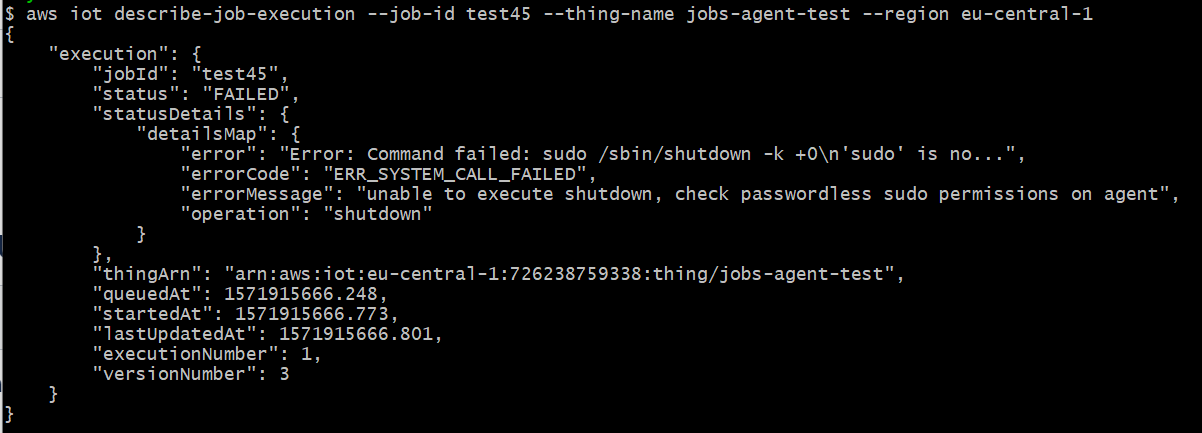 $ aws iot describe-job-execution --job-id test45 --thing-name jobs-agent-test --region eu-central-1
{
    "execution": {
        "jobId": "test45",
        "status": "FAILED",
        "statusDetails": {
            "detailsMap": {
                "error": "Error: Command failed: sudo /sbin/shutdown -k +0\n'sudo' is no...",
                "errorCode": "ERR_SYSTEM_CALL_FAILED",
                "errorMessage": "unable to execute shutdown, check passwordless sudo permissions on agent",
                "operation": "shutdown"
            }
        },
        "thingArn": "arn:aws:iot:eu-central-1:726238759338:thing/jobs-agent-test",
        "queuedAt": 1571915666.248,
        "startedAt": 1571915666.773,
        "lastUpdatedAt": 1571915666.801,
        "executionNumber": 1,
        "versionNumber": 3
    }
}